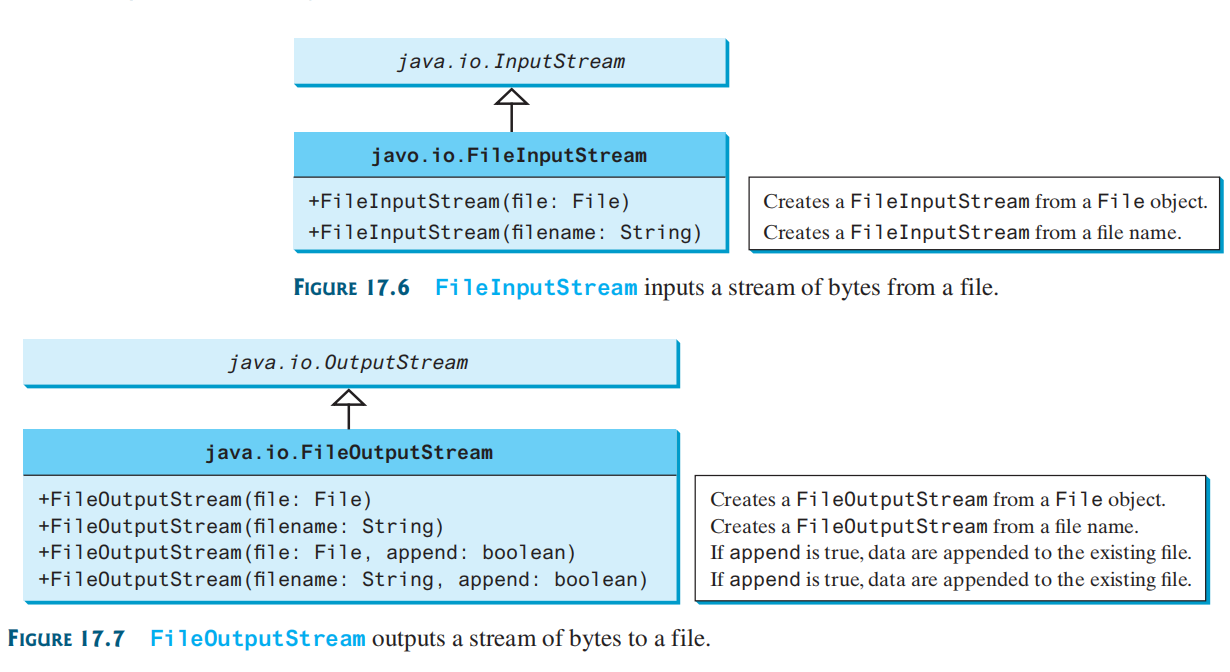 java.io.InputStream
javo.io.FileInputStream
+FileInputStream(file: File)
+FileInputStream(filename: String)
Creates a FileInputStream from a File object.
Creates a FileInputStream from a file name.
FIGURE 17.6 FileInputStream inputs a stream of bytes from a file.
java.io.OutputStream
java.io.FileOutputStream
+FileOutputStream(file: File)
+FileOutputStream(filename: String)
+FileOutputStream(file: File, append: boolean)
+FileOutputStream(filename: String, append: boolean)
Creates a FileOutputStream from a File object.
Creates a FileOutputStream from a file name.
If append is true, data are appended to the existing file.
If append is true, data are appended to the existing file.
FIGURE 17.7 FileOutputStream outputs a stream of bytes to a file.